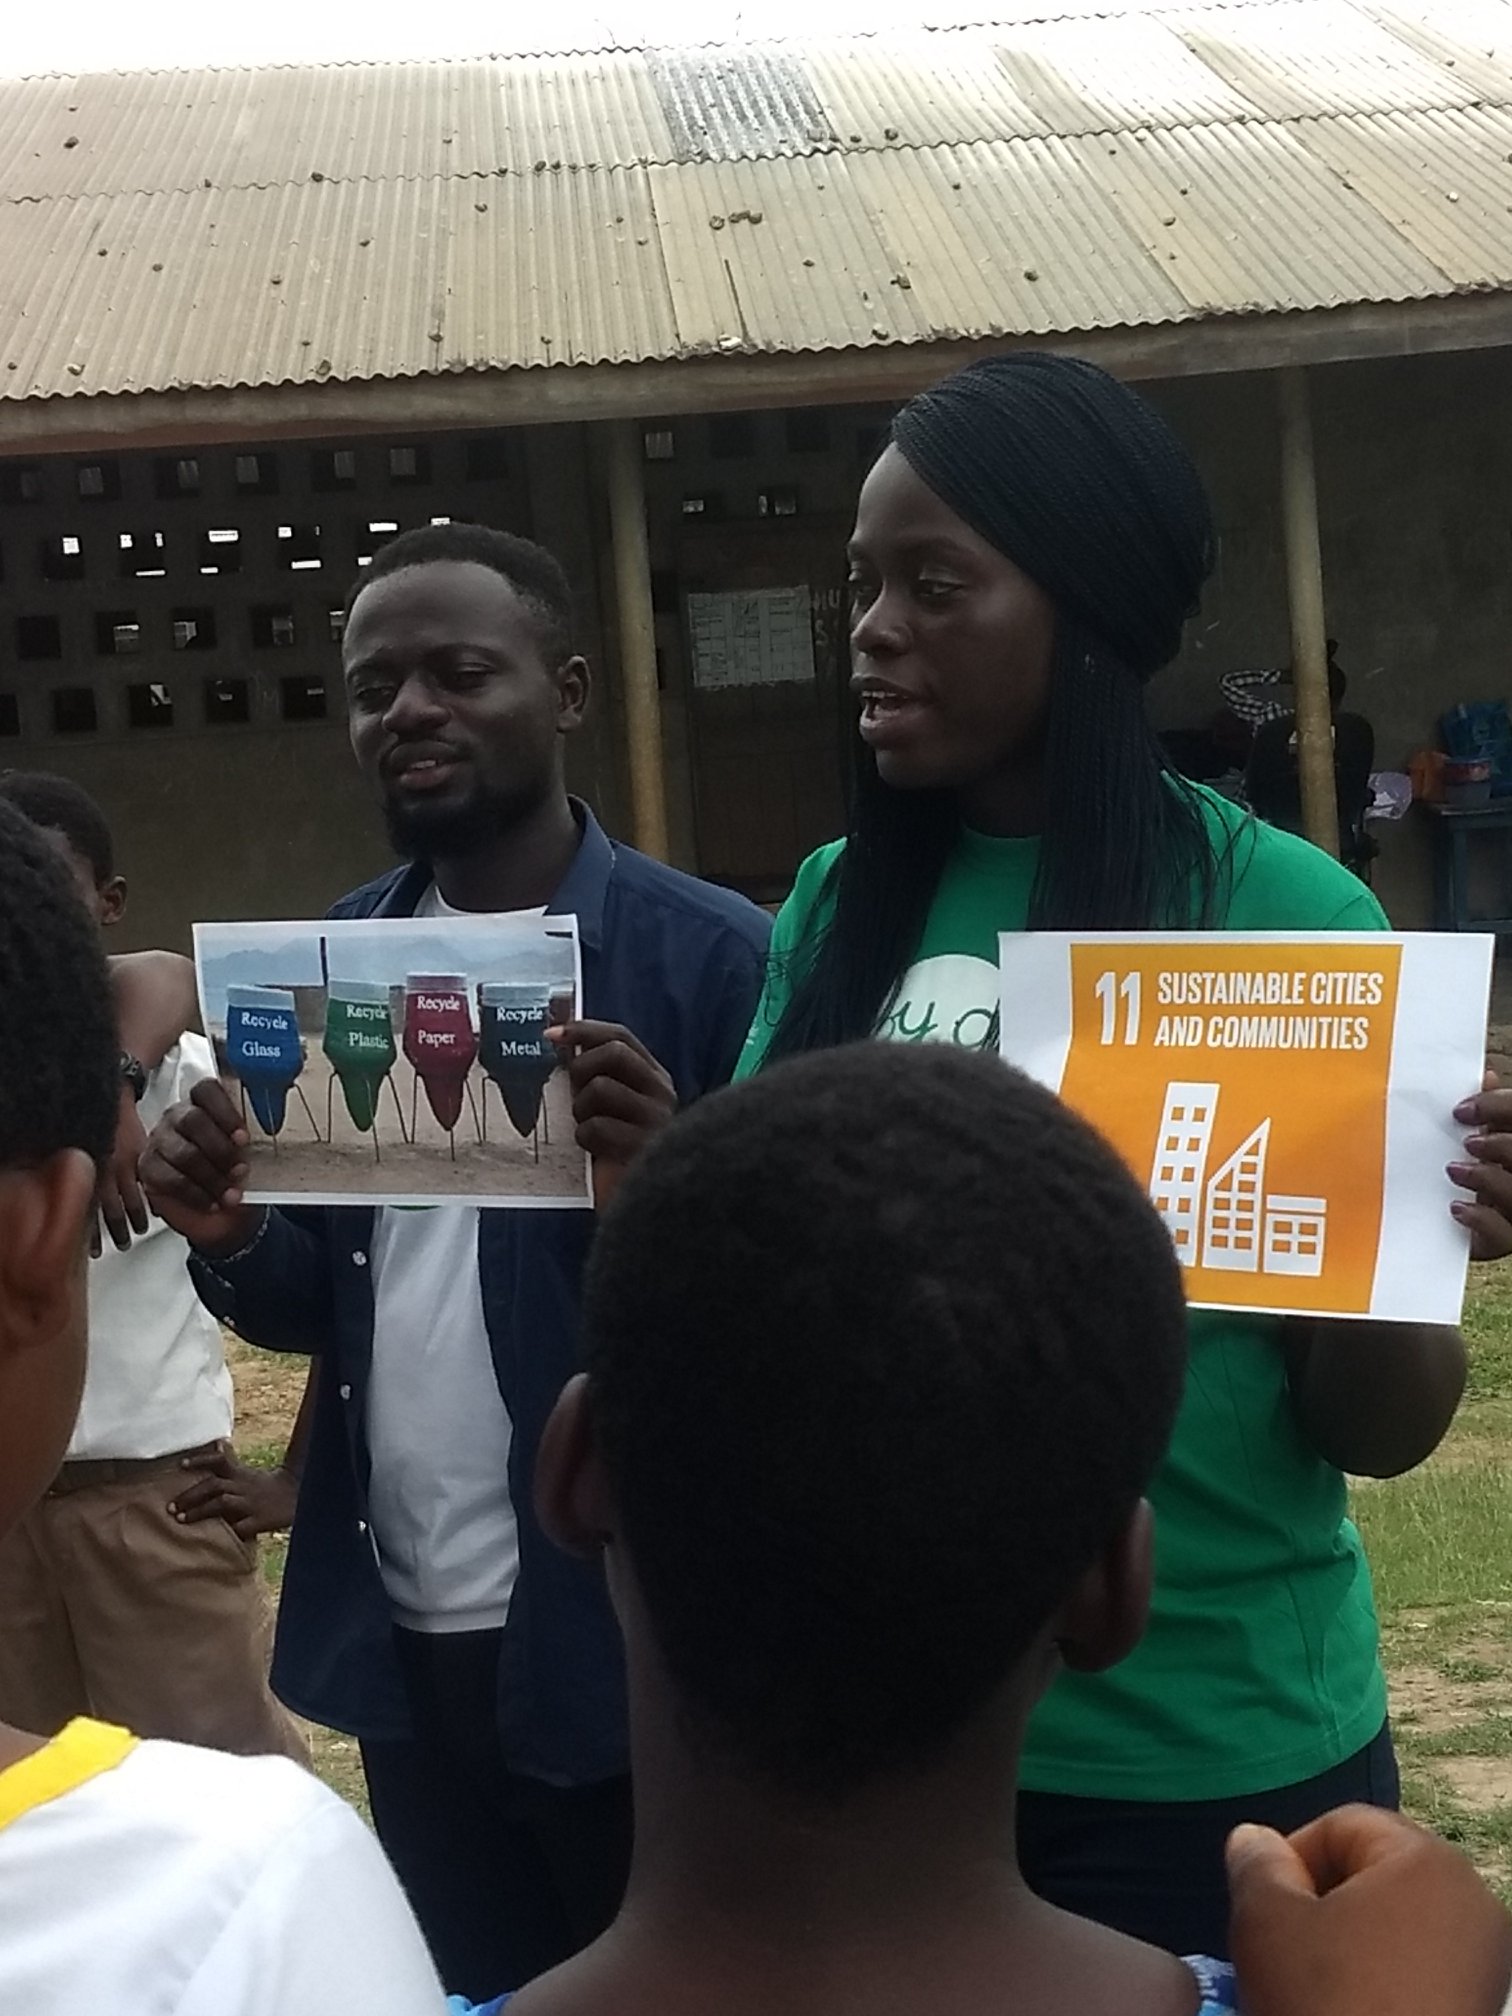 Recycle
Glass
Recycle
Plastic
Recycle
Paper
Recycle
Metal
11 SUSTAINABLE CITIES
AND COMMUNITIES